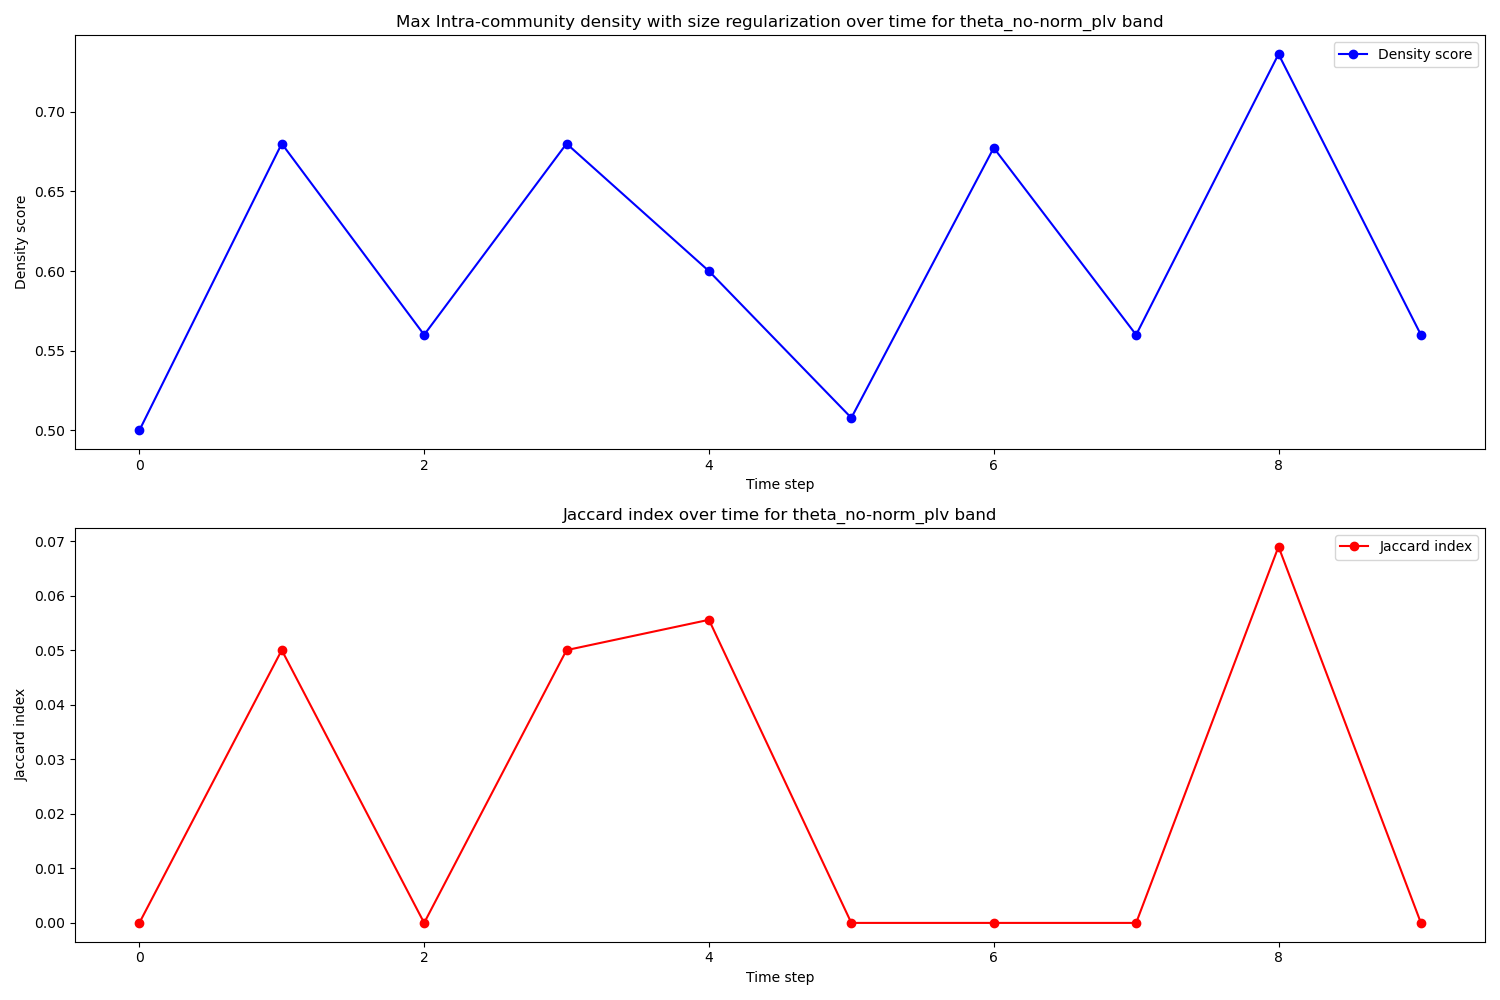 Max Intra-community density with size regularization over time for theta_no-norm_plv band
Density score
0.70
0.65
0.60
0.55
0.50
Density score
0 2 4 6 8
Time step
Jaccard index over time for theta_no-norm_plv band
Jaccard index
0.07
0.06
0.05
0.04
0.03
0.02
0.01
0.00
Jaccard index
0 2 4 6 8
Time step